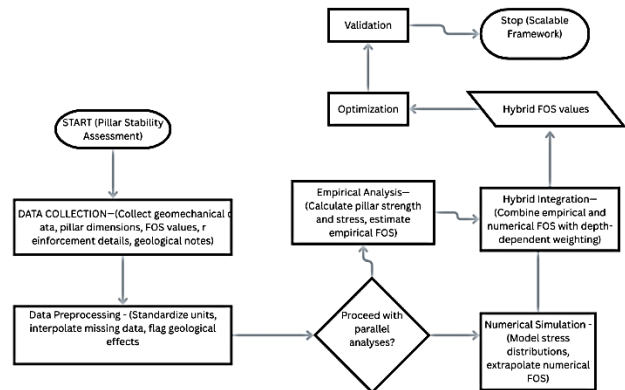 START (Pillar Stability
Assessment)
DATA COLLECTION—(Collect geomechanical d
ata, pillar dimensions, FOS values, r
einforcement details, geological notes)
Data Preprocessing - (Standardize units,
interpolate missing data, flag geological
effects)
Proceed with
parallel
analyses?
Empirical Analysis—
(Calculate pillar strength
and stress, estimate
empirical FOS)
Numerical Simulation -
(Model stress
distributions,
extrapolate numerical
FOS)
Hybrid Integration—
(Combine empirical and
numerical FOS with depth-
dependent weighting)
Hybrid FOS values
Optimization
Validation
Stop (Scalable
Framework)